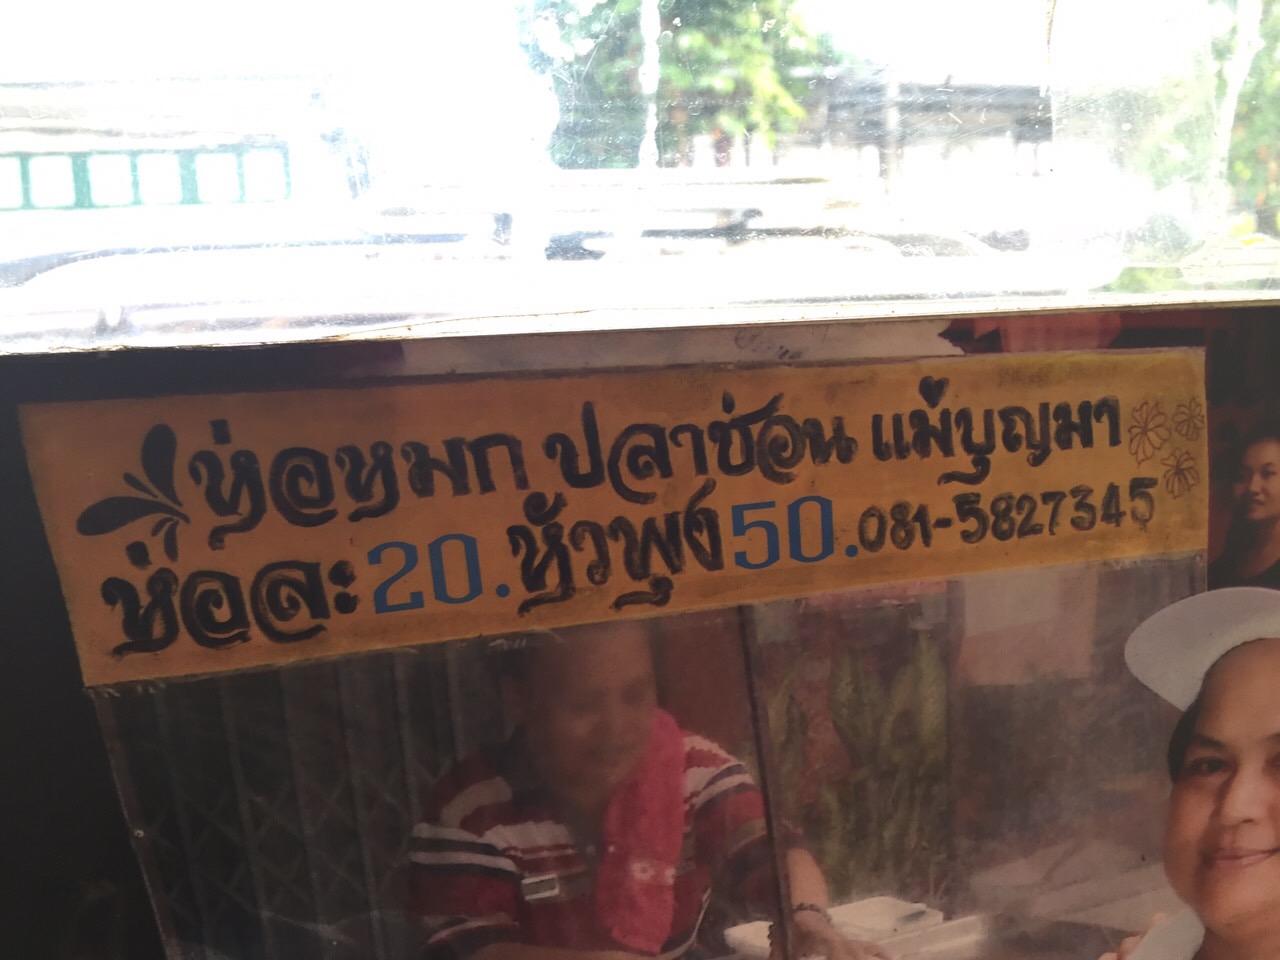 ห่อหมก ปลาช่อน แม้บุญมา
ห่อละ 20. หัวพุง 50. 081-5827345